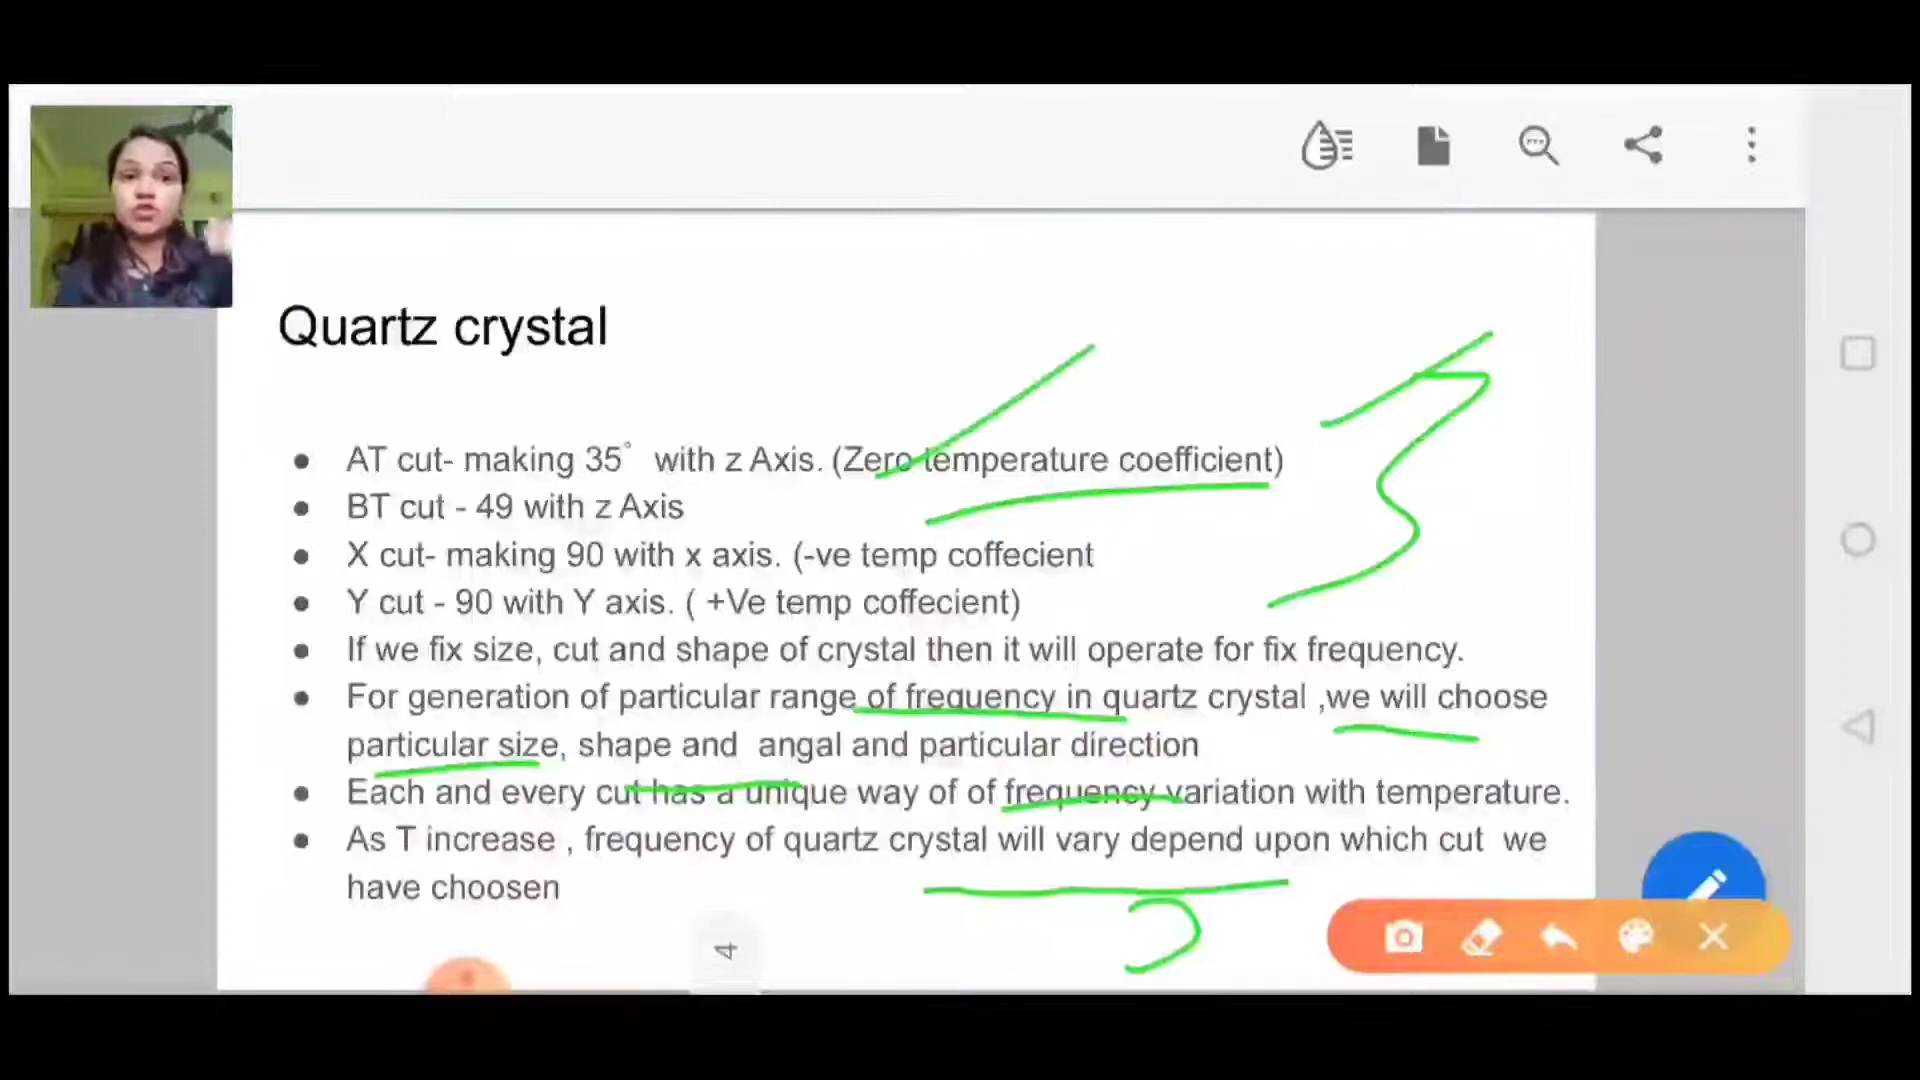 Quartz crystal
AT cut- making 35° with z Axis. (Zero temperature coefficient)
BT cut - 49 with z Axis
X cut- making 90 with x axis. (-ve temp coffecient
Y cut - 90 with Y axis. ( +Ve temp coffecient)
If we fix size, cut and shape of crystal then it will operate for fix frequency.
For generation of particular range of frequency in quartz crystal ,we will choose
particular size, shape and angal and particular direction
Each and every cut has a unique way of of frequency variation with temperature.
As T increase , frequency of quartz crystal will vary depend upon which cut we
have choosen
4